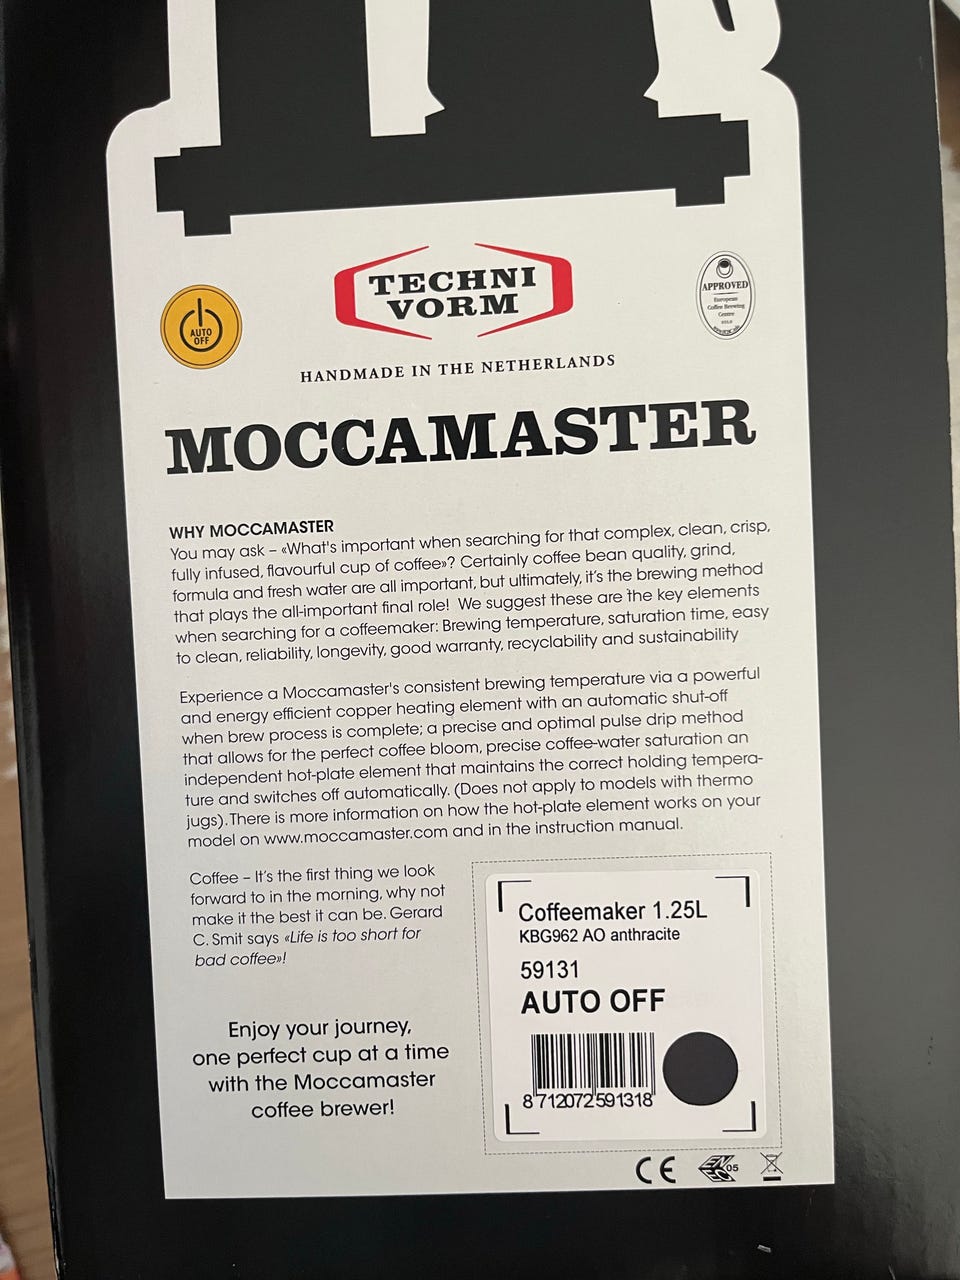 AUTO
OFF
TECHNI
VORM
APPROVED
European
Coffee Brewing
Centre
HANDMADE IN THE NETHERLANDS
MOCCAMASTER
WHY MOCCAMASTER
You may ask – «What's important when searching for that complex, clean, crisp,
fully infused, flavourful cup of coffee»? Certainly coffee bean quality, grind,
formula and fresh water are all important, but ultimately, it's the brewing method
that plays the all-important final role! We suggest these are the key elements
when searching for a coffeemaker: Brewing temperature, saturation time, easy
to clean, reliability, longevity, good warranty, recyclability and sustainability
Experience a Moccamaster's consistent brewing temperature via a powerful
and energy efficient copper heating element with an automatic shut-off
when brew process is complete; a precise and optimal pulse drip method
that allows for the perfect coffee bloom, precise coffee-water saturation an
independent hot-plate element that maintains the correct holding tempera-
ture and switches off automatically. (Does not apply to models with thermo
jugs). There is more information on how the hot-plate element works on your
model on www.moccamaster.com and in the instruction manual.
Coffee – It's the first thing we look
forward to in the morning, why not
make it the best it can be. Gerard
C. Smit says «Life is too short for
bad coffee»!
Enjoy your journey,
one perfect cup at a time
with the Moccamaster
coffee brewer!
Coffeemaker 1.25L
KBG962 AO anthracite
59131
AUTO OFF
8 712072 591318
CE
05